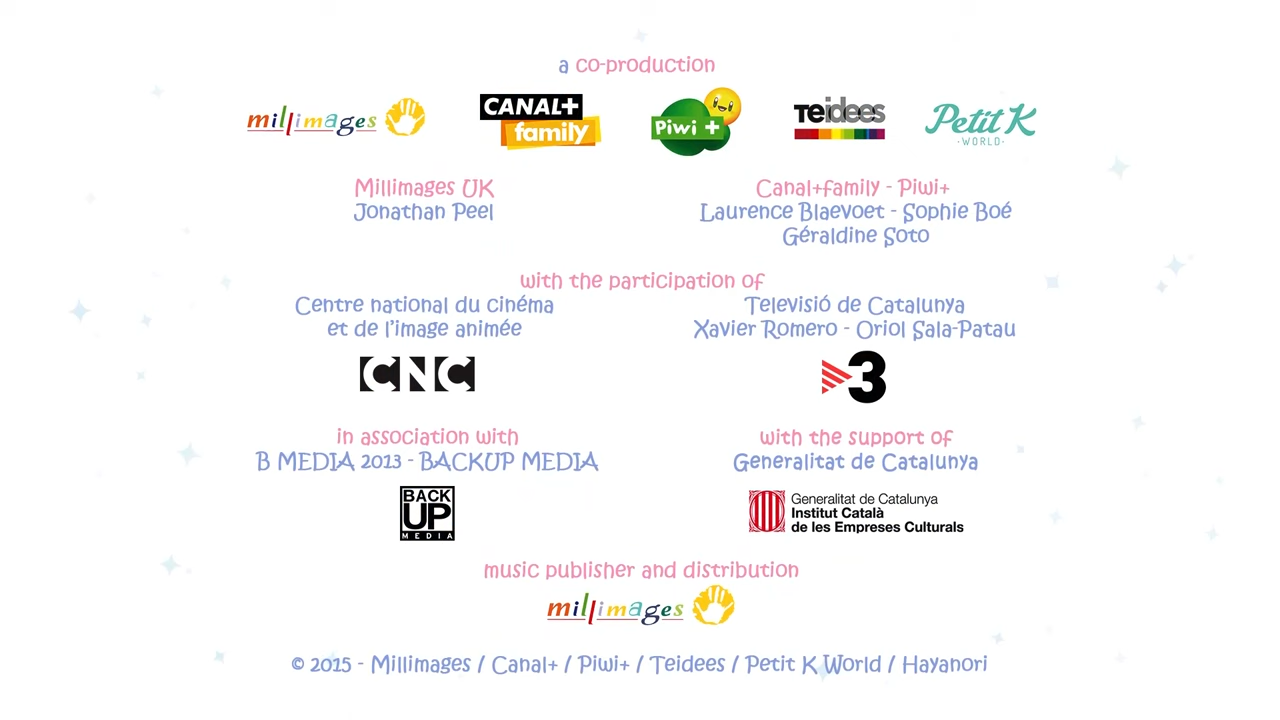 a co-production
millimages
CANAL+
family
Piwi +
TEidees
Petit K
·WORLD·
Millimages UK
Jonathan Peel
Canal+family - Piwi+
Laurence Blaevoet - Sophie Boé
Géraldine Soto
with the participation of
Centre national du cinéma
et de l'image animée
CNC
Televisió de Catalunya
Xavier Romero - Oriol Sala-Patau
3
in association with
B MEDIA 2013 - BACKUP MEDIA
BACK
UP
MEDIA
with the support of
Generalitat de Catalunya
Generalitat de Catalunya
Institut Català
de les Empreses Culturals
music publisher and distribution
millimages
© 2015 - Millimages / Canal+ / Piwi+ / Teidees / Petit K World / Hayanori